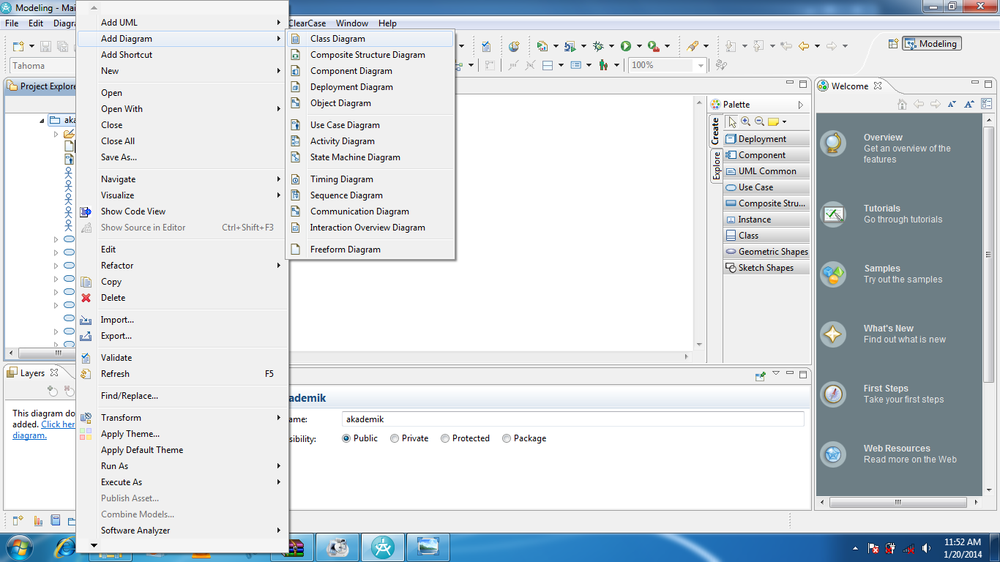 Modeling - Mai
File Edit Diagra ClearCase Window Help
Tahoma
100%
Modeling
Project Explore
aka
Add UML
Add Diagram
Add Shortcut
New
Open
Open With
Close
Close All
Save As...
Navigate
Visualize
Show Code View
Show Source in Editor Ctrl+Shift+F3
Edit
Refactor
Copy
Delete
Import...
Export...
Validate
Refresh F5
Find/Replace...
Transform
Apply Theme...
Apply Default Theme
Run As
Execute As
Publish Asset...
Combine Models...
Software Analyzer
Class Diagram
Composite Structure Diagram
Component Diagram
Deployment Diagram
Object Diagram
Use Case Diagram
Activity Diagram
State Machine Diagram
Timing Diagram
Sequence Diagram
Communication Diagram
Interaction Overview Diagram
Freeform Diagram
Palette
Create
Explore
Deployment
Component
UML Common
Use Case
Composite Stru...
Instance
Class
Geometric Shapes
Sketch Shapes
Welcome
Overview
Get an overview of the
features
Tutorials
Go through tutorials
Samples
Try out the samples
What's New
Find out what is new
First Steps
Take your first steps
Web Resources
Read more on the Web
Layers
This diagram do
added. Click her
diagram.
ademik
ame: akademik
sibility: Public Private Protected Package
11:52 AM
1/20/2014